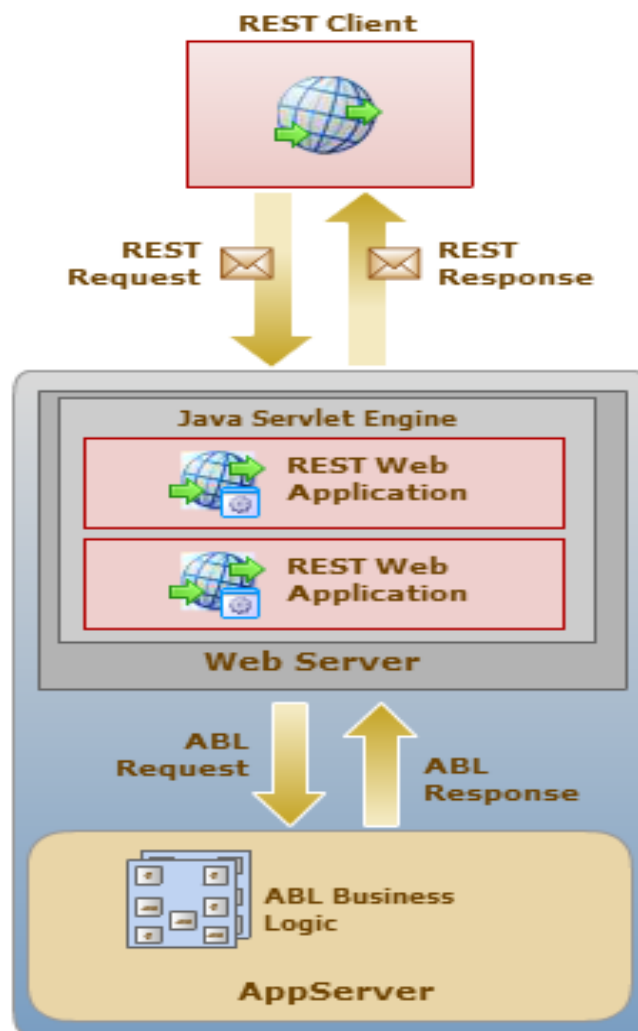 REST Client
REST
Request
REST
Response
Java Servlet Engine
REST Web
Application
REST Web
Application
Web Server
ABL
Request
ABL
Response
ABL Business
Logic
AppServer